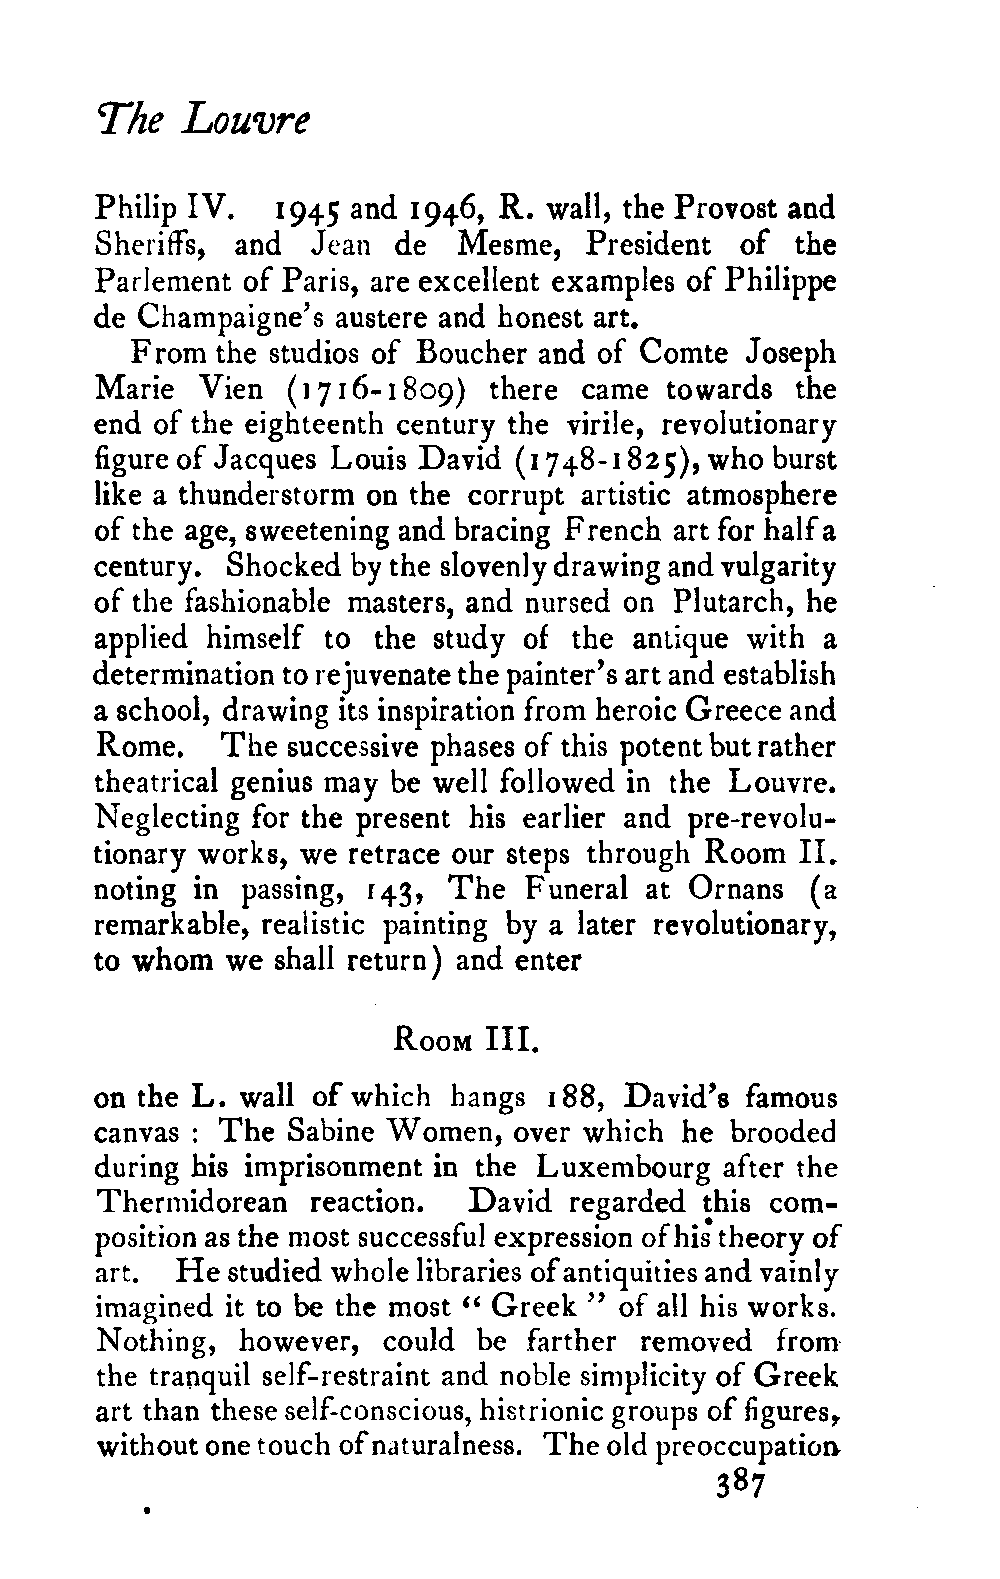 The Louvre
Philip IV. 1945 and 1946, R. wall, the Provost and
Sheriffs, and Jean de Mesme, President of the
Parlement of Paris, are excellent examples of Philippe
de Champaigne's austere and honest art.
From the studios of Boucher and of Comte Joseph
Marie Vien (1716-1809) there came towards the
end of the eighteenth century the virile, revolutionary
figure of Jacques Louis David (1748-1825), who burst
like a thunderstorm on the corrupt artistic atmosphere
of the age, sweetening and bracing French art for half a
century. Shocked by the slovenly drawing and vulgarity
of the fashionable masters, and nursed on Plutarch, he
applied himself to the study of the antique with a
determination to rejuvenate the painter's art and establish
a school, drawing its inspiration from heroic Greece and
Rome. The successive phases of this potent but rather
theatrical genius may be well followed in the Louvre.
Neglecting for the present his earlier and pre-revolu-
tionary works, we retrace our steps through Room II.
noting in passing, 143, The Funeral at Ornans (a
remarkable, realistic painting by a later revolutionary,
to whom we shall return) and enter
Room III.
on the L. wall of which hangs 188, David's famous
canvas : The Sabine Women, over which he brooded
during his imprisonment in the Luxembourg after the
Thermidorean reaction. David regarded this com-
position as the most successful expression of his theory of
art. He studied whole libraries of antiquities and vainly
imagined it to be the most " Greek " of all his works.
Nothing, however, could be farther removed from
the tranquil self-restraint and noble simplicity of Greek
art than these self-conscious, histrionic groups of figures,
without one touch of naturalness. The old preoccupation
387